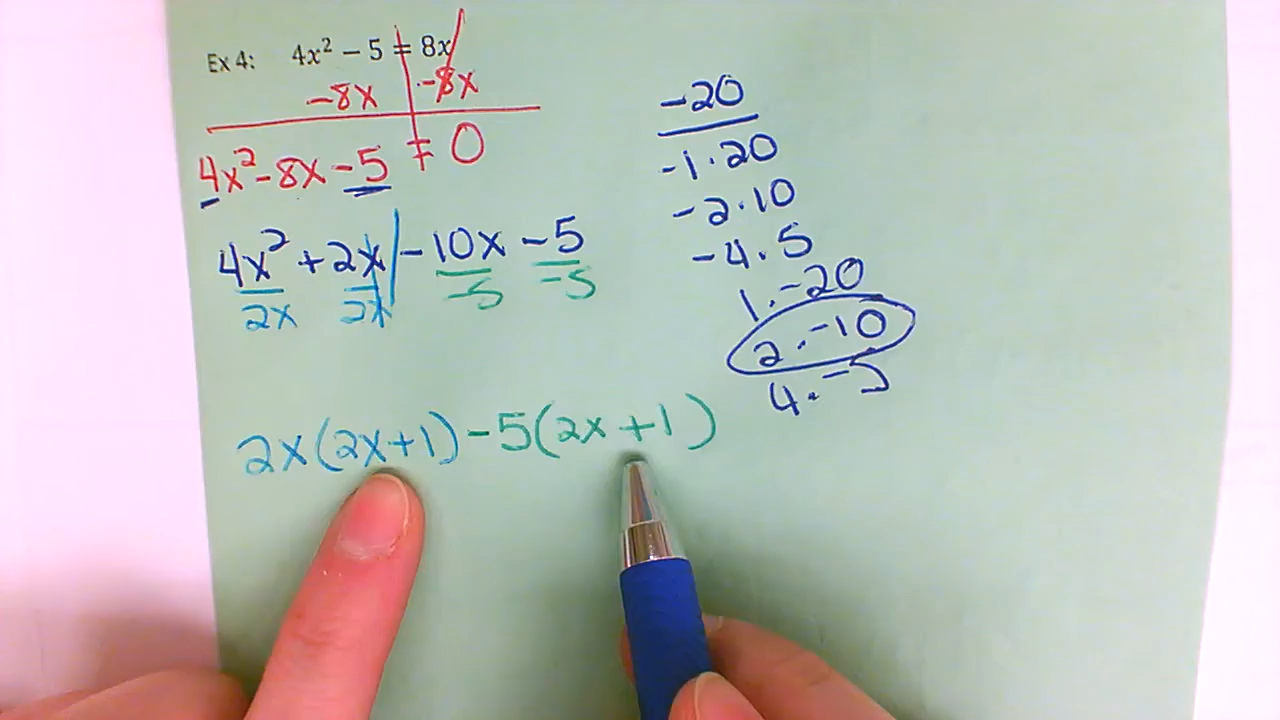 Ex 4: 4x² − 5 = 8x
-8x -8x
4x²-8x-5 = 0
4x² +2x -10x -5
2x 2x -5 -5
2x(2x+1)-5(2x+1)
-20
-1·20
-2·10
-4·5
1·-20
2·-10
4·-5